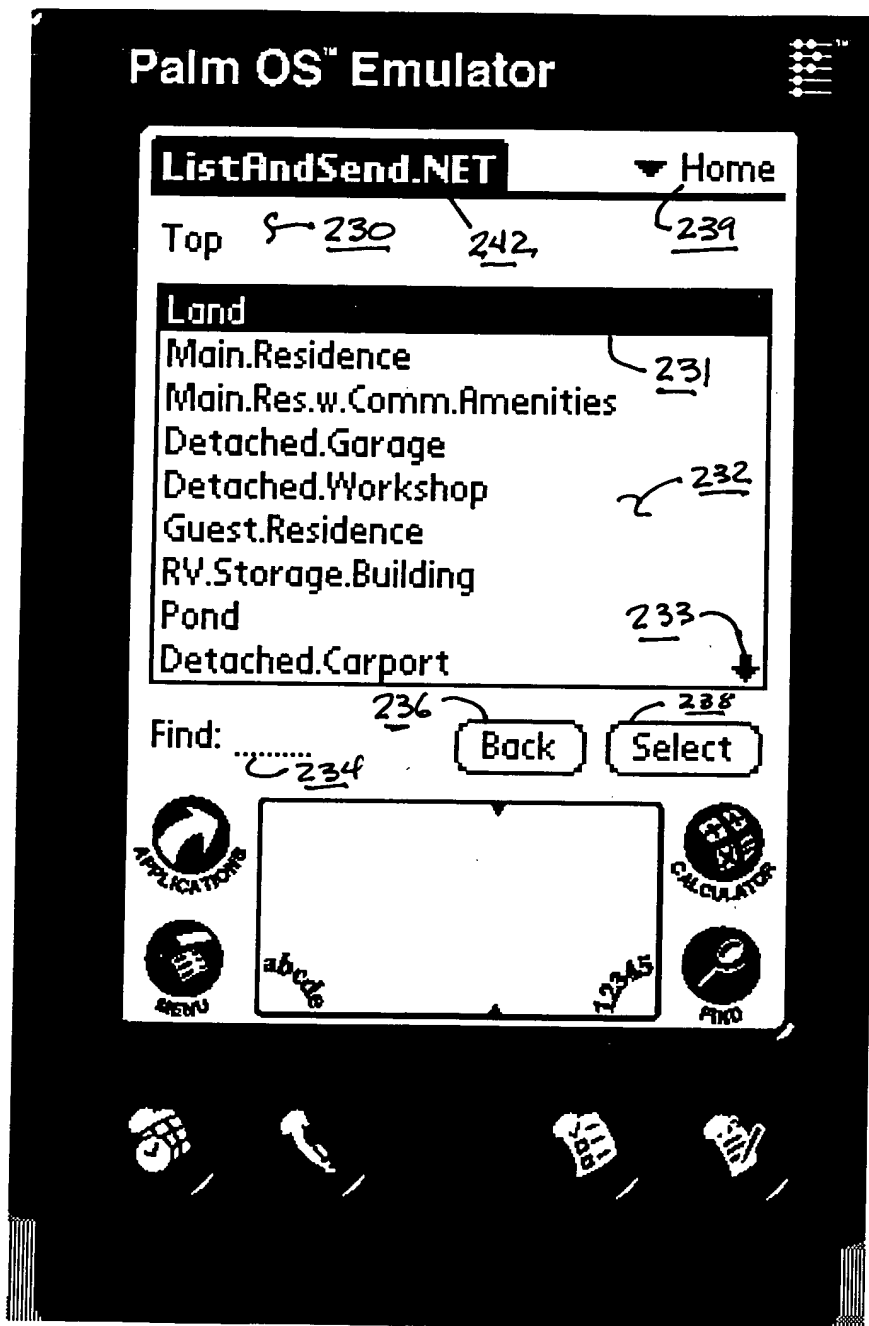 Palm OS™ Emulator ™
ListAndSend.NET Home
Top 230 242 239
Land
Main.Residence 231
Main.Res.w.Comm.Amenities
Detached.Garage
Detached.Workshop 232
Guest.Residence
RV.Storage.Building
Pond 233
Detached.Carport
236 238
Find: Back Select
234
APPLICATIONS CALCULATOR
abcde 12345
MENU FIND